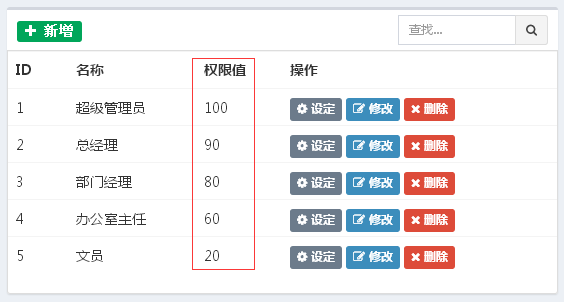 新增
查找...
ID 名称 权限值 操作
1 超级管理员 100 设定 修改 删除
2 总经理 90 设定 修改 删除
3 部门经理 80 设定 修改 删除
4 办公室主任 60 设定 修改 删除
5 文员 20 设定 修改 删除